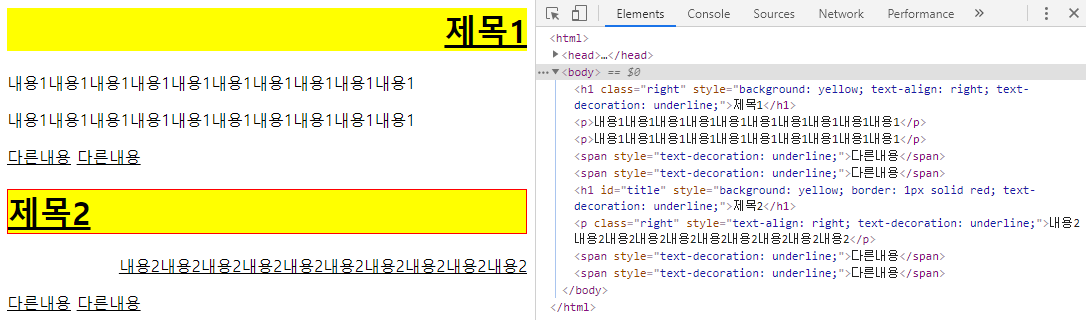 제목1
내용1내용1내용1내용1내용1내용1내용1내용1내용1내용1
내용1내용1내용1내용1내용1내용1내용1내용1내용1내용1
다른내용 다른내용
제목2
내용2내용2내용2내용2내용2내용2내용2내용2내용2내용2
다른내용 다른내용
Elements Console Sources Network Performance »
<html>
<head>…</head>
<body> == $0
<h1 class="right" style="background: yellow; text-align: right; text-
decoration: underline;">제목1</h1>
<p>내용1내용1내용1내용1내용1내용1내용1내용1내용1내용1</p>
<p>내용1내용1내용1내용1내용1내용1내용1내용1내용1내용1</p>
<span style="text-decoration: underline;">다른내용</span>
<span style="text-decoration: underline;">다른내용</span>
<h1 id="title" style="background: yellow; border: 1px solid red; text-
decoration: underline;">제목2</h1>
<p class="right" style="text-align: right; text-decoration: underline;">내용2
내용2내용2내용2내용2내용2내용2내용2내용2내용2</p>
<span style="text-decoration: underline;">다른내용</span>
<span style="text-decoration: underline;">다른내용</span>
</body>
</html>